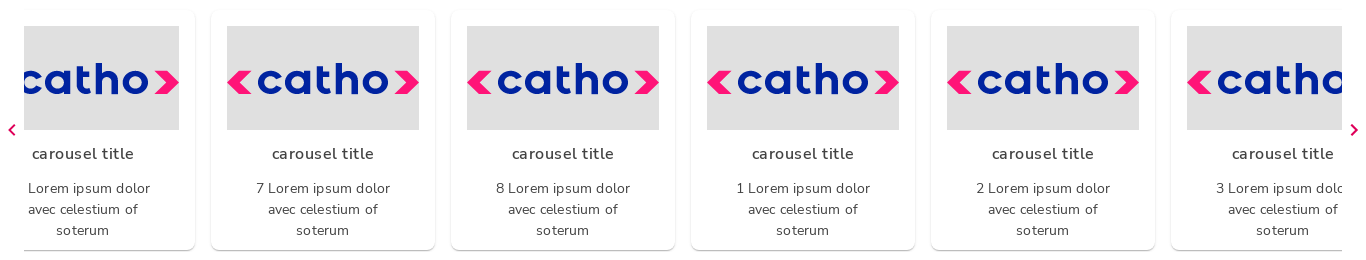 catho
carousel title
Lorem ipsum dolor
avec celestium of
soterum
catho
carousel title
7 Lorem ipsum dolor
avec celestium of
soterum
catho
carousel title
8 Lorem ipsum dolor
avec celestium of
soterum
catho
carousel title
1 Lorem ipsum dolor
avec celestium of
soterum
catho
carousel title
2 Lorem ipsum dolor
avec celestium of
soterum
catho
carousel title
3 Lorem ipsum dolo
avec celestium of
soterum